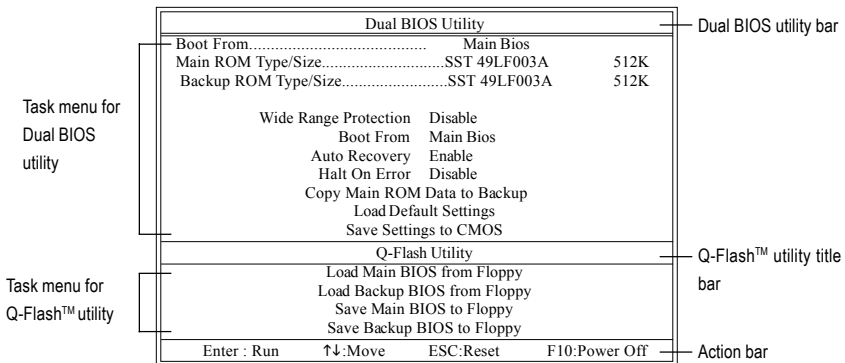 Dual BIOS Utility
Dual BIOS utility bar
Boot From.......................................... Main Bios
Main ROM Type/Size.............................SST 49LF003A 512K
Backup ROM Type/Size.........................SST 49LF003A 512K
Task menu for
Dual BIOS
utility
Wide Range Protection Disable
Boot From Main Bios
Auto Recovery Enable
Halt On Error Disable
Copy Main ROM Data to Backup
Load Default Settings
Save Settings to CMOS
Q-Flash Utility
Q-Flash™ utility title
bar
Task menu for
Q-Flash™ utility
Load Main BIOS from Floppy
Load Backup BIOS from Floppy
Save Main BIOS to Floppy
Save Backup BIOS to Floppy
Enter : Run ↑↓:Move ESC:Reset F10:Power Off
Action bar